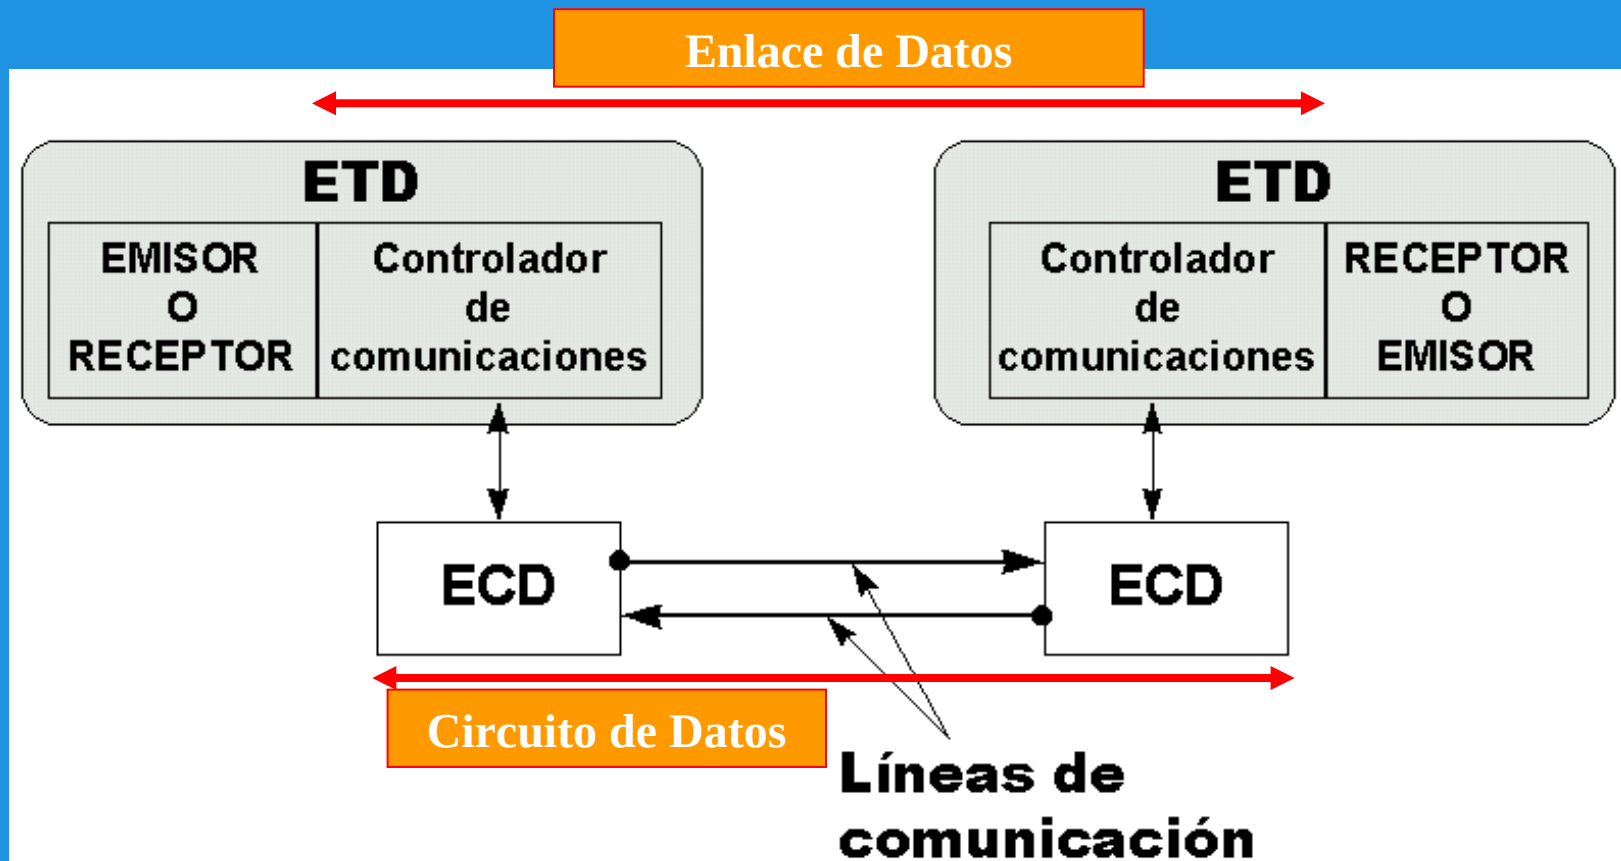 Enlace de Datos
ETD
EMISOR
O
RECEPTOR
Controlador
de
comunicaciones
ETD
Controlador
de
comunicaciones
RECEPTOR
O
EMISOR
ECD
ECD
Circuito de Datos
Líneas de
comunicación